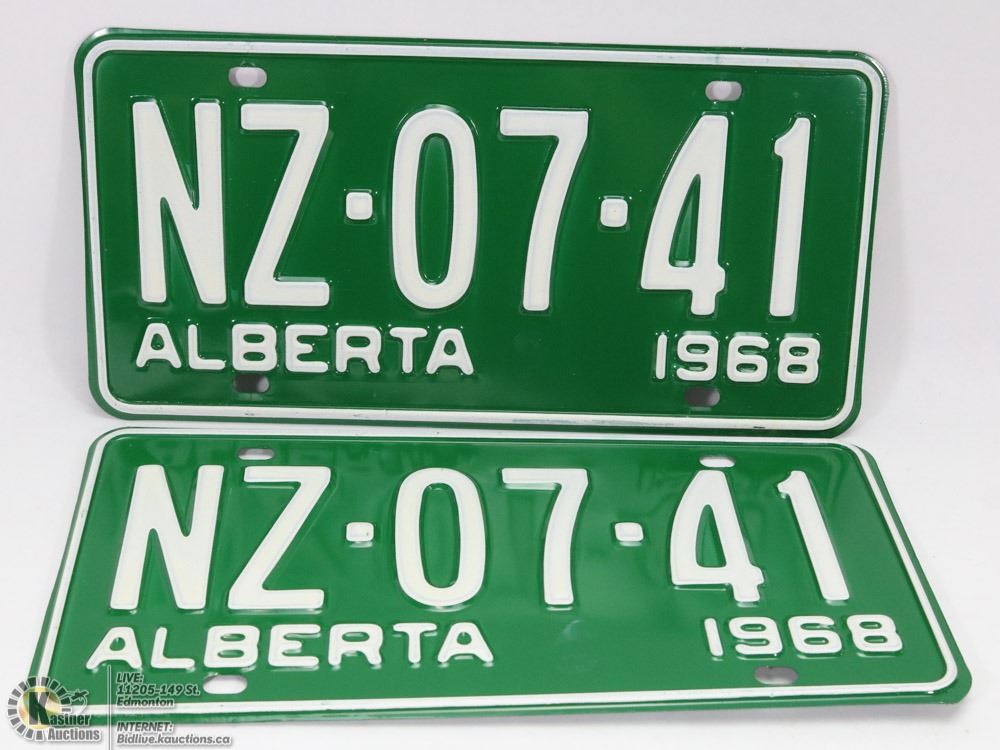 NZ·07·41
ALBERTA 1968
NZ·07·41
ALBERTA 1968
Kastner
Auctions
LIVE:
11205-149 St.
Edmonton
INTERNET:
Bidlive.kauctions.ca